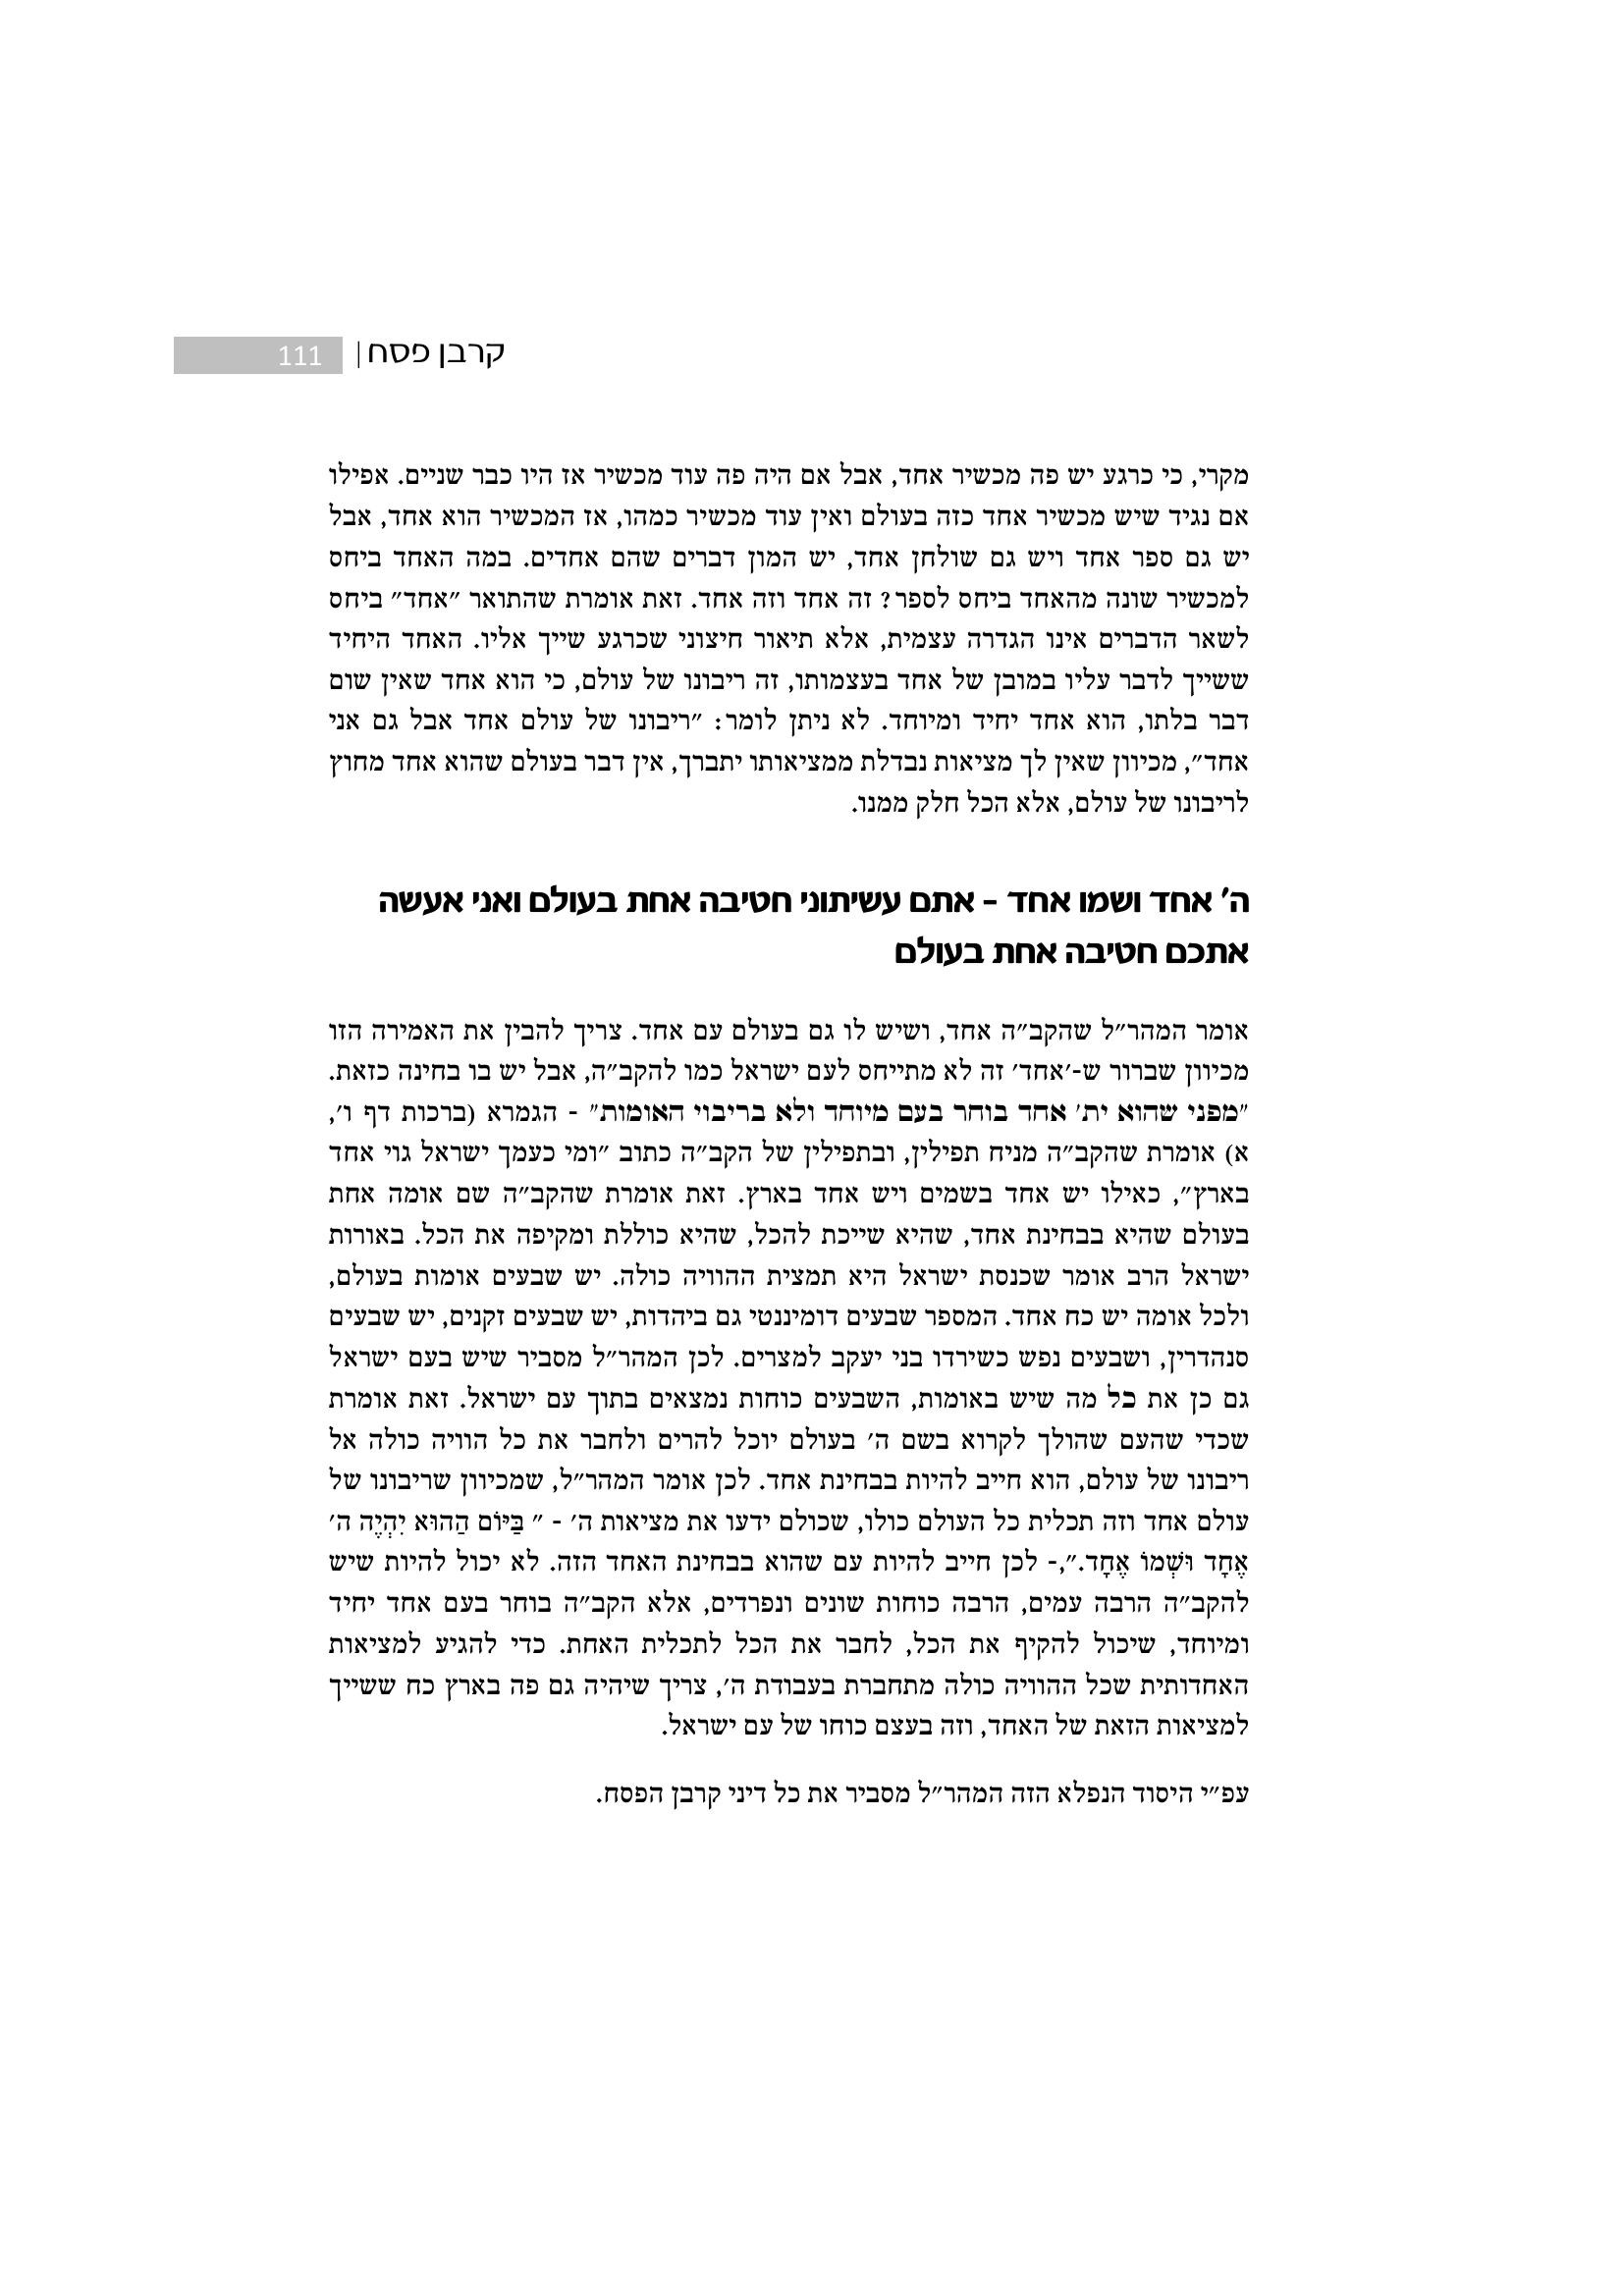 קרבן פסח | 111
מקרי, כי כרגע יש פה מכשיר אחד, אבל אם היה פה עוד מכשיר אז היו כבר שניים. אפילו
אם נגיד שיש מכשיר אחד כזה בעולם ואין עוד מכשיר כמהו, אז המכשיר הוא אחד, אבל
יש גם ספר אחד ויש גם שולחן אחד, יש המון דברים שהם אחדים. במה האחד ביחס
למכשיר שונה מהאחד ביחס לספר? זה אחד וזה אחד. זאת אומרת שהתואר "אחד" ביחס
לשאר הדברים אינו הגדרה עצמית, אלא תיאור חיצוני שכרגע שייך אליו. האחד היחיד
ששייך לדבר עליו במובן של אחד בעצמותו, זה ריבונו של עולם, כי הוא אחד שאין שום
דבר בלתו, הוא אחד יחיד ומיוחד. לא ניתן לומר: "ריבונו של עולם אחד אבל גם אני
אחד", מכיוון שאין לך מציאות נבדלת ממציאותו יתברך, אין דבר בעולם שהוא אחד מחוץ
לריבונו של עולם, אלא הכל חלק ממנו.
ה' אחד ושמו אחד – אתם עשיתוני חטיבה אחת בעולם ואני אעשה
אתכם חטיבה אחת בעולם
אומר המהר"ל שהקב"ה אחד, ושיש לו גם בעולם עם אחד. צריך להבין את האמירה הזו
מכיוון שברור ש-'אחד' זה לא מתייחס לעם ישראל כמו להקב"ה, אבל יש בו בחינה כזאת.
"מפני שהוא ית' אחד בוחר בעם מיוחד ולא בריבוי האומות" - הגמרא (ברכות דף ו',
א) אומרת שהקב"ה מניח תפילין, ובתפילין של הקב"ה כתוב "ומי כעמך ישראל גוי אחד
בארץ", כאילו יש אחד בשמים ויש אחד בארץ. זאת אומרת שהקב"ה שם אומה אחת
בעולם שהיא בבחינת אחד, שהיא שייכת להכל, שהיא כוללת ומקיפה את הכל. באורות
ישראל הרב אומר שכנסת ישראל היא תמצית ההוויה כולה. יש שבעים אומות בעולם,
ולכל אומה יש כח אחד. המספר שבעים דומיננטי גם ביהדות, יש שבעים זקנים, יש שבעים
סנהדרין, ושבעים נפש כשירדו בני יעקב למצרים. לכן המהר"ל מסביר שיש בעם ישראל
גם כן את כל מה שיש באומות, השבעים כוחות נמצאים בתוך עם ישראל. זאת אומרת
שכדי שהעם שהולך לקרוא בשם ה' בעולם יוכל להרים ולחבר את כל הוויה כולה אל
ריבונו של עולם, הוא חייב להיות בבחינת אחד. לכן אומר המהר"ל, שמכיוון שריבונו של
עולם אחד וזה תכלית כל העולם כולו, שכולם ידעו את מציאות ה' - " בַּיּוֹם הַהוּא יִהְיֶה ה'
אֶחָד וּשְׁמוֹ אֶחָד.",- לכן חייב להיות עם שהוא בבחינת האחד הזה. לא יכול להיות שיש
להקב"ה הרבה עמים, הרבה כוחות שונים ונפרדים, אלא הקב"ה בוחר בעם אחד יחיד
ומיוחד, שיכול להקיף את הכל, לחבר את הכל לתכלית האחת. כדי להגיע למציאות
האחדותית שכל ההוויה כולה מתחברת בעבודת ה', צריך שיהיה גם פה בארץ כח ששייך
למציאות הזאת של האחד, וזה בעצם כוחו של עם ישראל.
עפ"י היסוד הנפלא הזה המהר"ל מסביר את כל דיני קרבן הפסח.